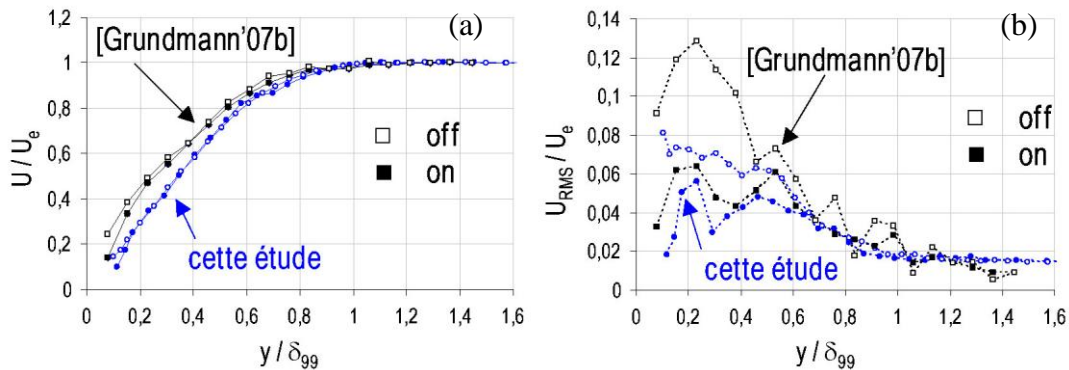 (a)
1,2
1
0,8
0,6
0,4
0,2
0
U / Ue
[Grundmann'07b]
off
on
cette étude
0 0,2 0,4 0,6 0,8 1 1,2 1,4 1,6
y / δ99
(b)
0,14
0,12
0,10
0,08
0,06
0,04
0,02
0
URMS / Ue
[Grundmann'07b]
off
on
cette étude
0 0,2 0,4 0,6 0,8 1 1,2 1,4 1,6
y / δ99